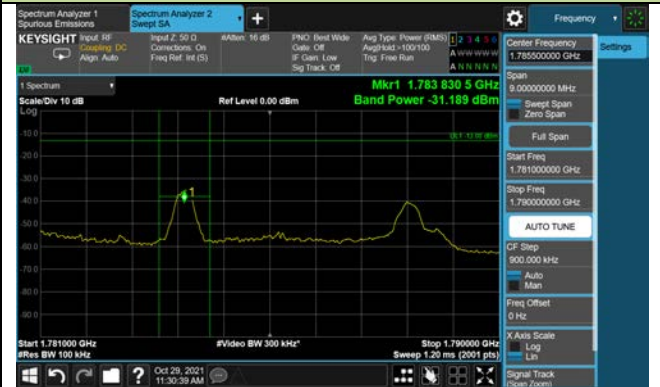 Spectrum Analyzer 1
Spurious Emissions
Spectrum Analyzer 2
Swept SA
+
Frequency
KEYSIGHT
Input: RF
Coupling: DC
Align: Auto
Input Z: 50 Ω
Corrections: On
Freq Ref: Int (S)
#Atten: 16 dB
PNO: Best Wide
Gate: Off
IF Gain: Low
Sig Track: Off
Avg Type: Power (RMS)
Avg|Hold:>100/100
Trig: Free Run
1 2 3 4 5 6
A W W W W W
A N N N N N
1 Spectrum
Scale/Div 10 dB
Log
Ref Level 0.00 dBm
Mkr1 1.783 830 5 GHz
Band Power -31.189 dBm
1
-10.0
-20.0
-30.0
-40.0
-50.0
-60.0
-70.0
-80.0
-90.0
Start 1.781000 GHz
#Res BW 100 kHz
#Video BW 300 kHz*
Stop 1.790000 GHz
Sweep 1.20 ms (2001 pts)
Center Frequency
1.785500000 GHz
Settings
Span
9.00000000 MHz
Swept Span
Zero Span
Full Span
Start Freq
1.781000000 GHz
Stop Freq
1.790000000 GHz
AUTO TUNE
CF Step
900.000 kHz
Auto
Man
Freq Offset
0 Hz
X Axis Scale
Log
Lin
Signal Track
(Span Zoom)
?
Oct 29, 2021
11:30:39 AM